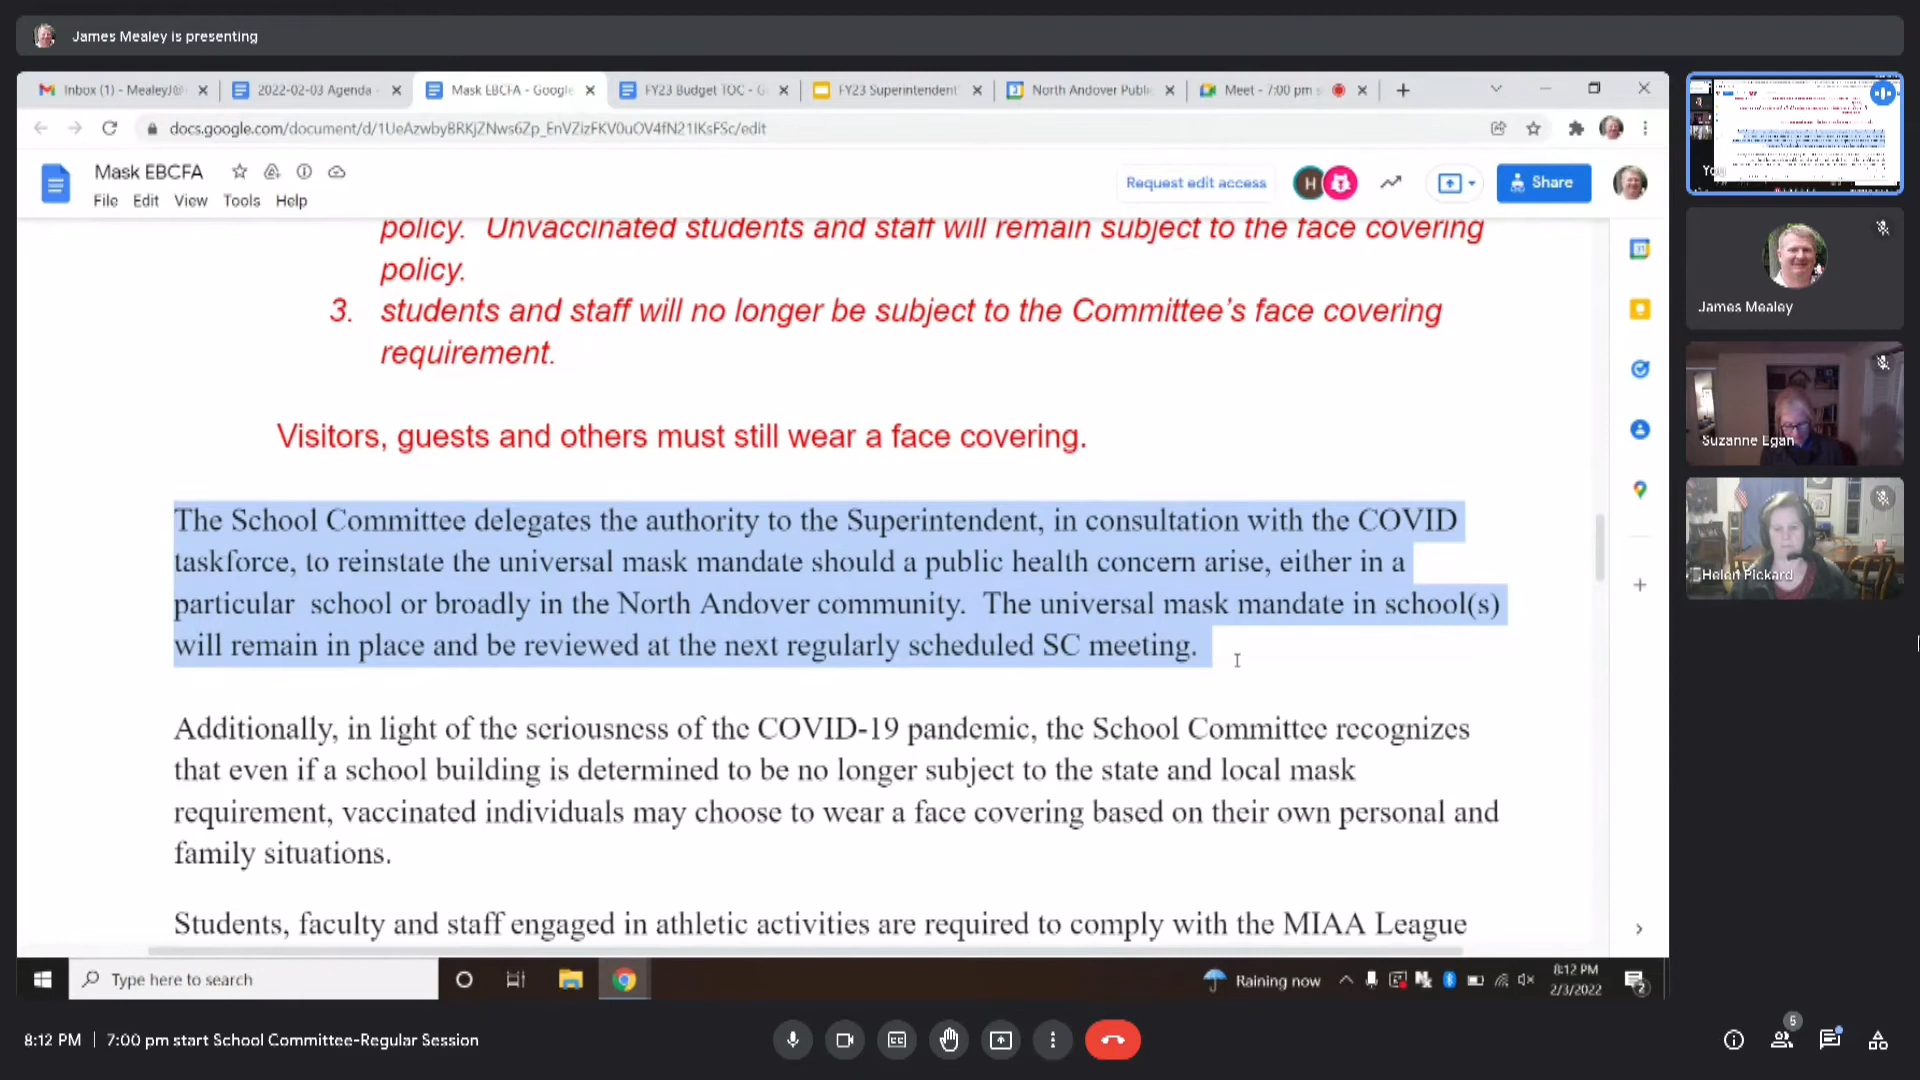 James Mealey is presenting
Inbox (1) - MealeyJ@
2022-02-03 Agenda
Mask EBCFA - Google
FY23 Budget TOC - G
FY23 Superintendent'
North Andover Publi
Meet - 7:00 pm s
docs.google.com/document/d/1UeAzwbyBRKjZNws6Zp_EnVZizFKV0uOV4fN21IKsFSc/edit
Mask EBCFA
File Edit View Tools Help
Request edit access
H
Share
policy. Unvaccinated students and staff will remain subject to the face covering
policy.
3. students and staff will no longer be subject to the Committee's face covering
requirement.
Visitors, guests and others must still wear a face covering.
The School Committee delegates the authority to the Superintendent, in consultation with the COVID
taskforce, to reinstate the universal mask mandate should a public health concern arise, either in a
particular school or broadly in the North Andover community. The universal mask mandate in school(s)
will remain in place and be reviewed at the next regularly scheduled SC meeting.
Additionally, in light of the seriousness of the COVID-19 pandemic, the School Committee recognizes
that even if a school building is determined to be no longer subject to the state and local mask
requirement, vaccinated individuals may choose to wear a face covering based on their own personal and
family situations.
Students, faculty and staff engaged in athletic activities are required to comply with the MIAA League
Type here to search
Raining now
8:12 PM
2/3/2022
2
You
James Mealey
Suzanne Egan
Helen Pickard
8:12 PM | 7:00 pm start School Committee-Regular Session
5